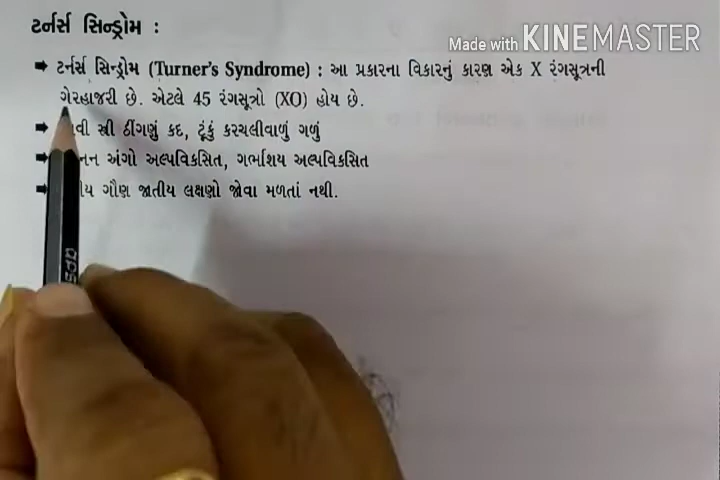 Made with KINEMASTER
ટર્નર્સ સિન્ડ્રોમ :
➡ ટર્નર્સ સિન્ડ્રોમ (Turner's Syndrome) : આ પ્રકારના વિકારનું કારણ એક X રંગસૂત્રની
ગેરહાજરી છે. એટલે 45 રંગસૂત્રો (XO) હોય છે.
➡ સ્ત્રી ઠીંગણું કદ, ટૂંકું કરચલીવાળું ગળું
➡ અંગો અલ્પવિકસિત, ગર્ભાશય અલ્પવિકસિત
➡ ગૌણ જાતીય લક્ષણો જોવા મળતાં નથી.